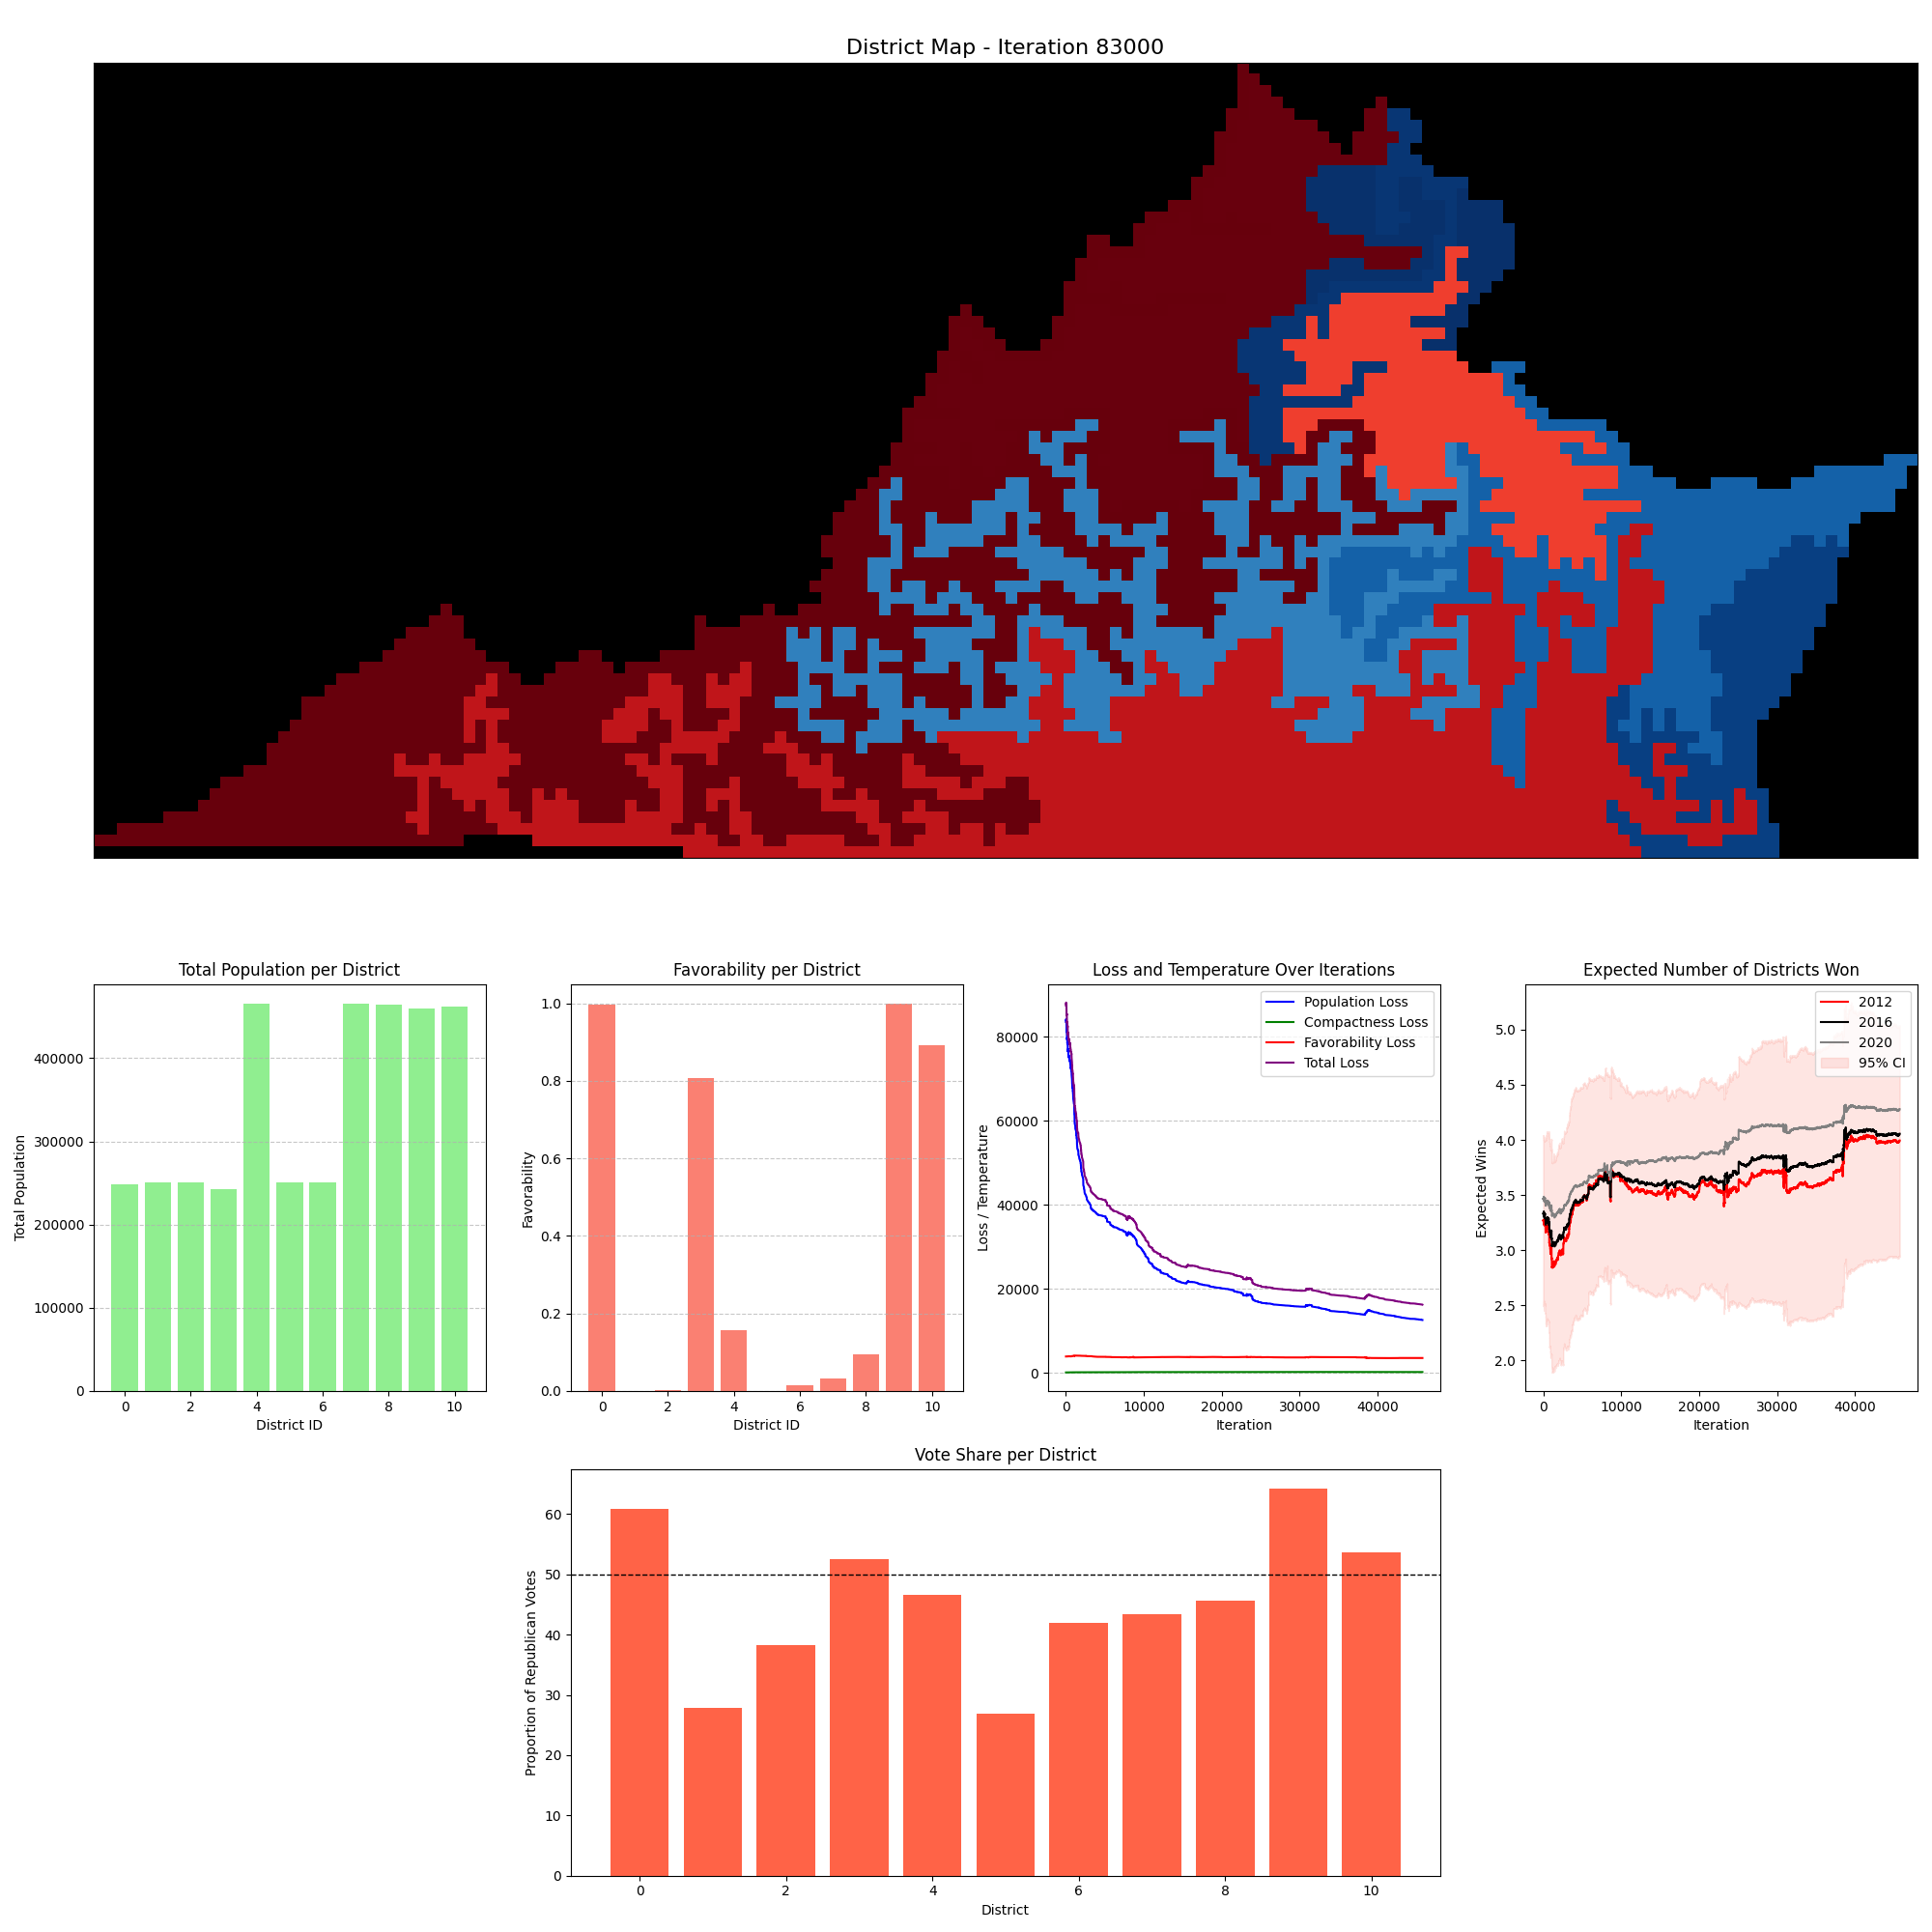 District Map - Iteration 83000
Total Population per District
Total Population
400000
300000
200000
100000
0
0 2 4 6 8 10
District ID
Favorability per District
Favorability
1.0
0.8
0.6
0.4
0.2
0.0
0 2 4 6 8 10
District ID
Loss and Temperature Over Iterations
Loss / Temperature
80000
60000
40000
20000
0
Population Loss
Compactness Loss
Favorability Loss
Total Loss
0 10000 20000 30000 40000
Iteration
Expected Number of Districts Won
Expected Wins
5.0
4.5
4.0
3.5
3.0
2.5
2.0
2012
2016
2020
95% CI
0 10000 20000 30000 40000
Iteration
Vote Share per District
Proportion of Republican Votes
60
50
40
30
20
10
0
0 2 4 6 8 10
District